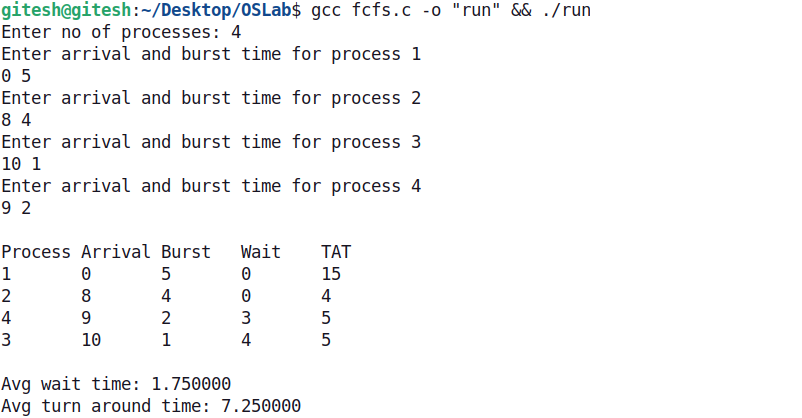 gitesh@gitesh:~/Desktop/OSLab$ gcc fcfs.c -o "run" && ./run
Enter no of processes: 4
Enter arrival and burst time for process 1
0 5
Enter arrival and burst time for process 2
8 4
Enter arrival and burst time for process 3
10 1
Enter arrival and burst time for process 4
9 2

Process Arrival Burst   Wait    TAT
1       0       5       0       15
2       8       4       0       4
4       9       2       3       5
3       10      1       4       5

Avg wait time: 1.750000
Avg turn around time: 7.250000